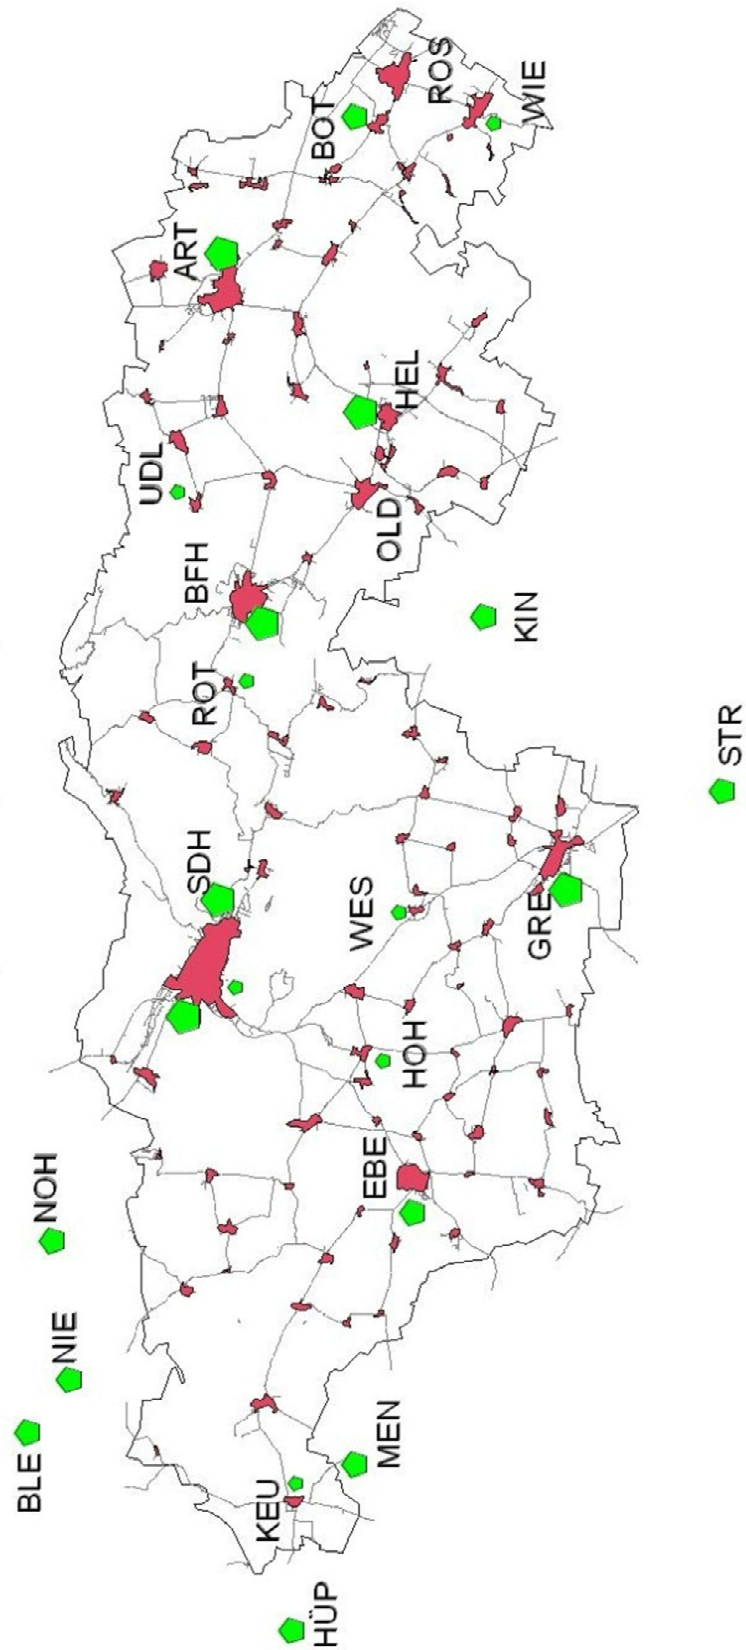 ROS
WIE
BOT
ART
HEL
UDL
OLD
BFH
KIN
ROT
STR
SDH
WES
GRE
HOH
EBE
NOH
NIE
BLE
MEN
KEU
HÜP